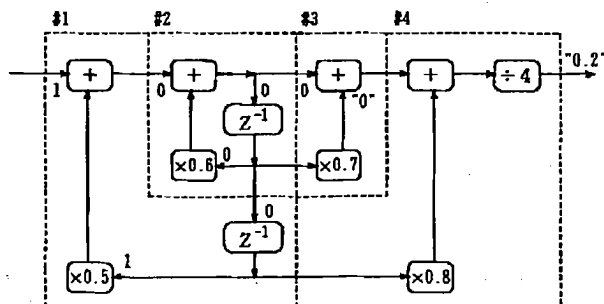 #1 #2 #3 #4
+ + + + ÷4 "0.2"
1 0 0 0 "0"
Z⁻¹
×0.6 0 ×0.7
0
Z⁻¹
×0.5 1 ×0.8